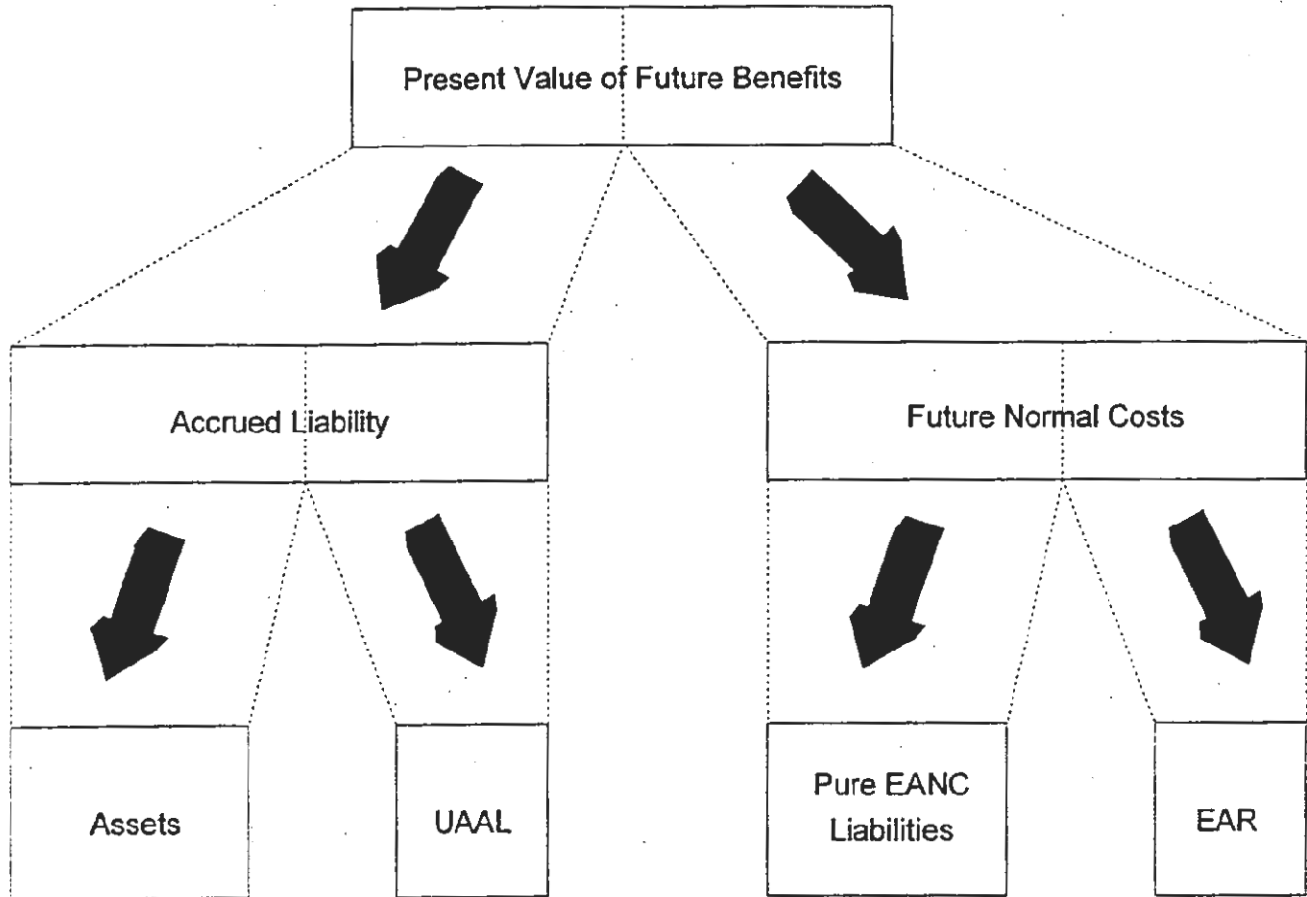 Present Value of Future Benefits
Accrued Liability
Future Normal Costs
Assets
UAAL
Pure EANC
Liabilities
EAR